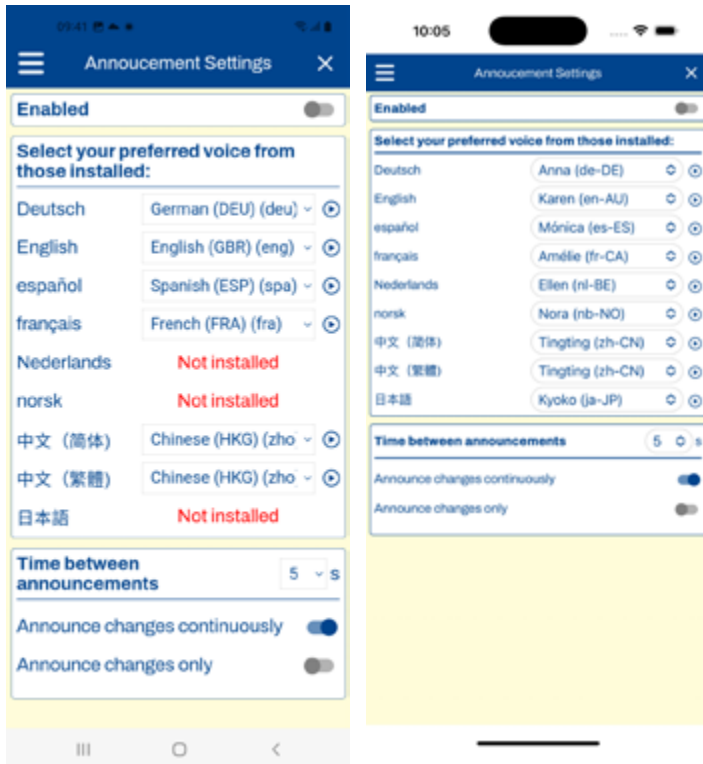 09:41
Annoucement Settings
Enabled
Select your preferred voice from
those installed:
Deutsch German (DEU) (deu)
English English (GBR) (eng)
español Spanish (ESP) (spa)
français French (FRA) (fra)
Nederlands Not installed
norsk Not installed
中文（简体) Chinese (HKG) (zho
中文（繁體) Chinese (HKG) (zho
日本語 Not installed
Time between
announcements 5 s
Announce changes continuously
Announce changes only
10:05
Annoucement Settings
Enabled
Select your preferred voice from those installed:
Deutsch Anna (de-DE)
English Karen (en-AU)
español Mónica (es-ES)
français Amélie (fr-CA)
Nederlands Ellen (nl-BE)
norsk Nora (nb-NO)
中文（简体) Tingting (zh-CN)
中文（繁體) Tingting (zh-CN)
日本語 Kyoko (ja-JP)
Time between announcements 5 s
Announce changes continuously
Announce changes only